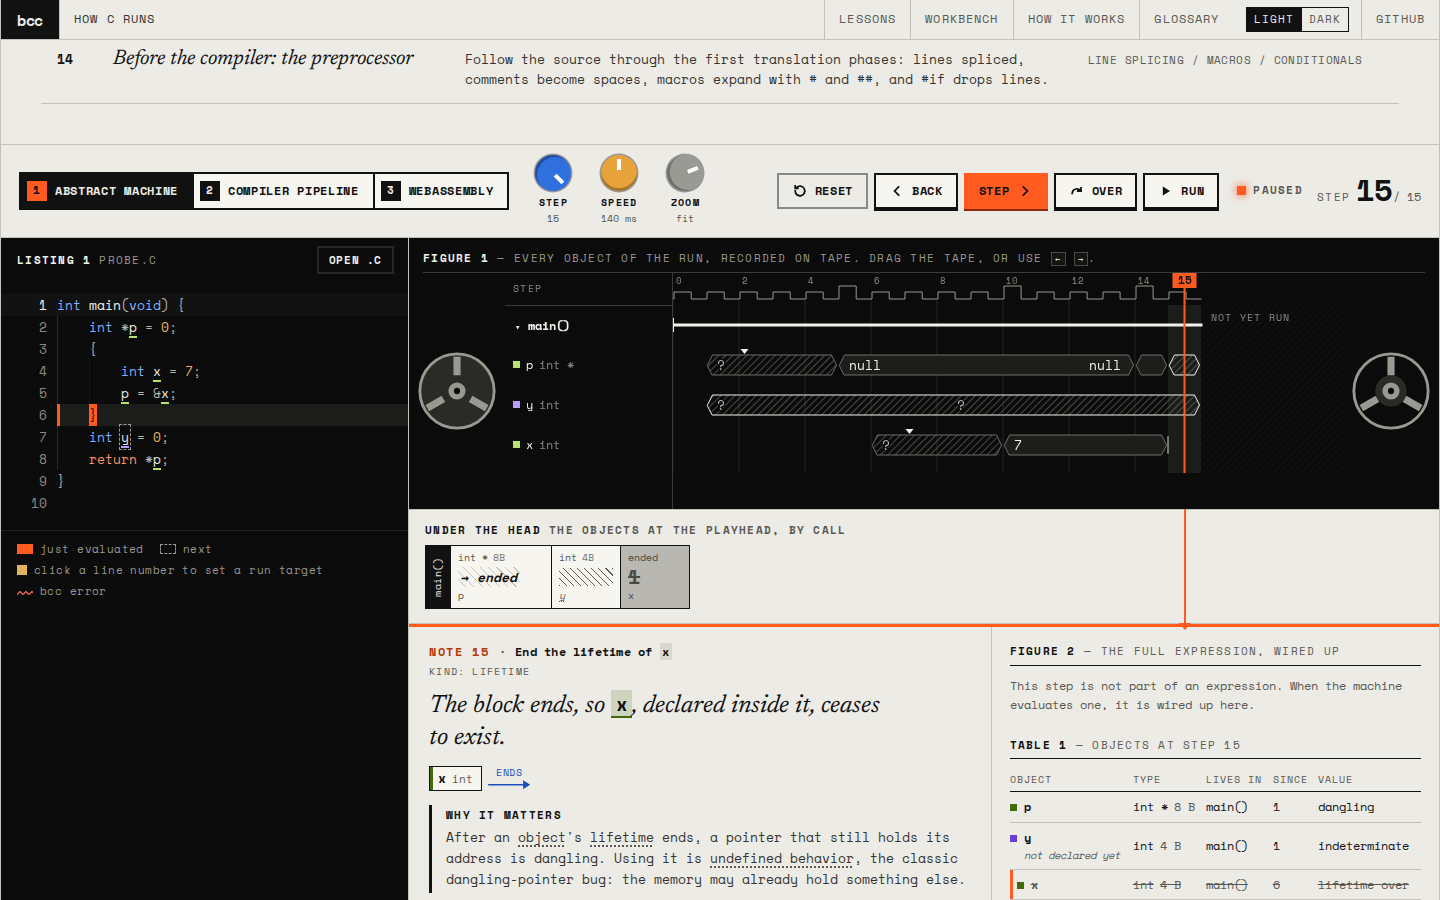 bcc HOW C RUNS LESSONS WORKBENCH HOW IT WORKS GLOSSARY LIGHT DARK GITHUB
14 Before the compiler: the preprocessor
Follow the source through the first translation phases: lines spliced,
comments become spaces, macros expand with # and ##, and #if drops lines.
LINE SPLICING / MACROS / CONDITIONALS
1 ABSTRACT MACHINE 2 COMPILER PIPELINE 3 WEBASSEMBLY
STEP SPEED ZOOM
15 140 ms fit
RESET BACK STEP OVER RUN PAUSED STEP 15 / 15
LISTING 1 PROBE.C OPEN .C
1 int main(void) {
2 int *p = 0;
3 {
4 int x = 7;
5 p = &x;
6 }
7 int y = 0;
8 return *p;
9 }
10
just evaluated next
click a line number to set a run target
bcc error
FIGURE 1 — EVERY OBJECT OF THE RUN, RECORDED ON TAPE. DRAG THE TAPE, OR USE ← →.
STEP 0 2 4 6 8 10 12 14 15
▾ main() NOT YET RUN
p int * ? null null
y int ? ?
x int ? 7
UNDER THE HEAD THE OBJECTS AT THE PLAYHEAD, BY CALL
main()
int * 8B int 4B ended
→ ended
p y x
NOTE 15 · End the lifetime of x
KIND: LIFETIME
The block ends, so x, declared inside it, ceases
to exist.
x int ENDS
WHY IT MATTERS
After an object's lifetime ends, a pointer that still holds its
address is dangling. Using it is undefined behavior, the classic
dangling-pointer bug: the memory may already hold something else.
FIGURE 2 — THE FULL EXPRESSION, WIRED UP
This step is not part of an expression. When the machine
evaluates one, it is wired up here.
TABLE 1 — OBJECTS AT STEP 15
OBJECT TYPE LIVES IN SINCE VALUE
p int * 8 B main() 1 dangling
y int 4 B main() 1 indeterminate
not declared yet
x int 4 B main() 6 lifetime over